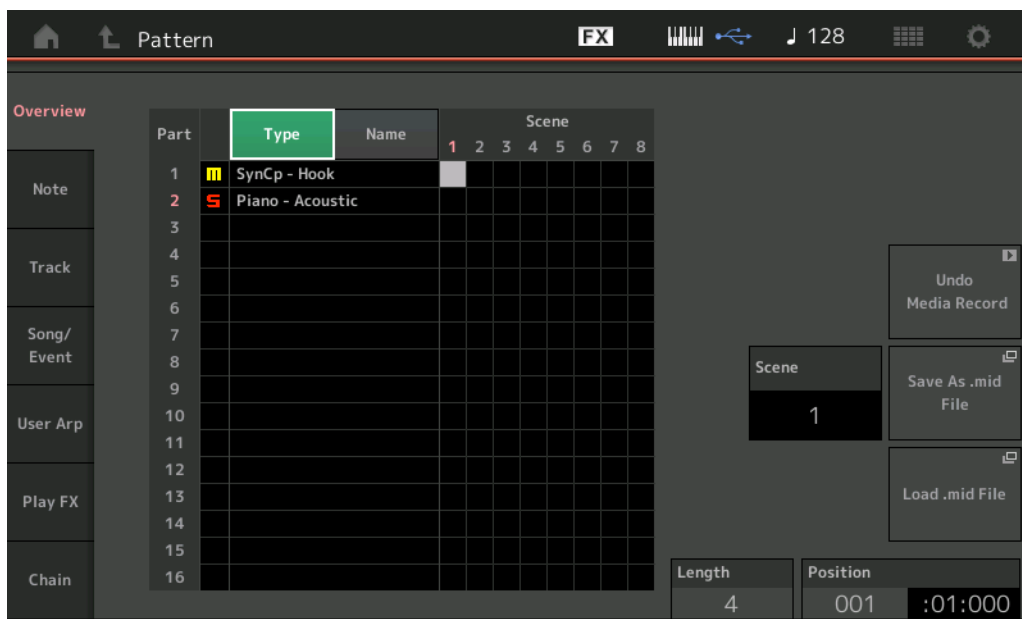 Pattern FX ♩ 128
Overview
Note
Track
Song/
Event
User Arp
Play FX
Chain
Part Type Name Scene
1 2 3 4 5 6 7 8
1 M SynCp - Hook
2 S Piano - Acoustic
3
4
5
6
7
8
9
10
11
12
13
14
15
16
Undo
Media Record
Scene
1
Save As .mid
File
Load .mid File
Length
4
Position
001 :01:000